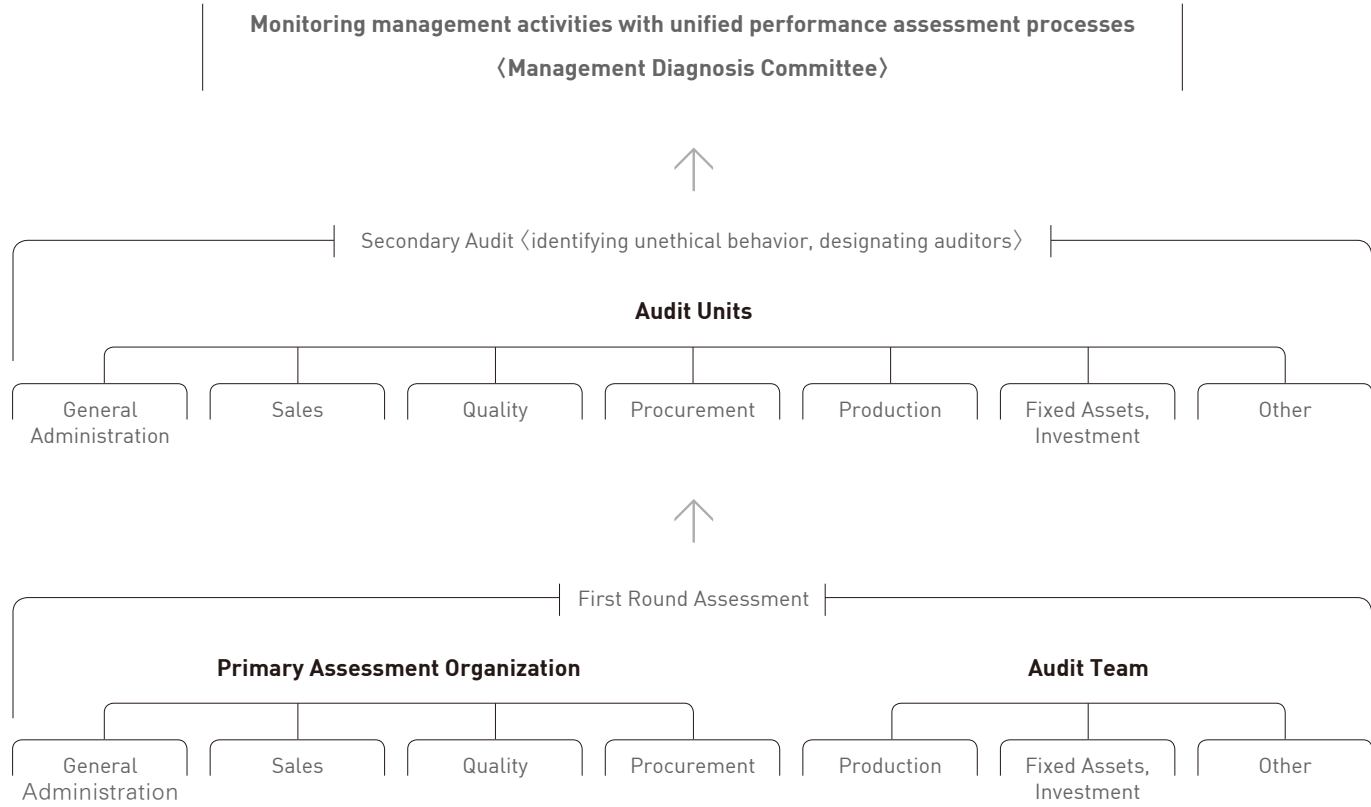 Monitoring management activities with unified performance assessment processes
〈Management Diagnosis Committee〉
Secondary Audit 〈identifying unethical behavior, designating auditors〉
Audit Units
General
Administration
Sales
Quality
Procurement
Production
Fixed Assets,
Investment
Other
First Round Assessment
Primary Assessment Organization
Audit Team
General
Administration
Sales
Quality
Procurement
Production
Fixed Assets,
Investment
Other